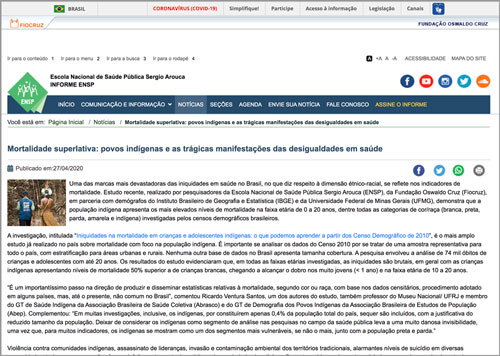 BRASIL CORONAVÍRUS (COVID-19) Simplifique! Participe Acesso à informação Legislação Canais
FIOCRUZ FUNDAÇÃO OSWALDO CRUZ
Ir para o conteúdo 1 Ir para o menu 2 Ir para a busca 3 Ir para o rodapé 4 A +A A -A ACESSIBILIDADE MAPA DO SITE
Escola Nacional de Saúde Pública Sergio Arouca
INFORME ENSP
ENSP
INÍCIO COMUNICAÇÃO E INFORMAÇÃO NOTÍCIAS SEÇÕES AGENDA ENVIE SUA NOTÍCIA FALE CONOSCO ASSINE O INFORME
Você está em: Página Inicial / Notícias / Mortalidade superlativa: povos indígenas e as trágicas manifestações das desigualdades em saúde
Mortalidade superlativa: povos indígenas e as trágicas manifestações das desigualdades em saúde
Publicado em:27/04/2020
Uma das marcas mais devastadoras das iniquidades em saúde no Brasil, no que diz respeito à dimensão étnico-racial, se reflete nos indicadores de
mortalidade. Estudo recente, realizado por pesquisadores da Escola Nacional de Saúde Pública Sergio Arouca (ENSP), da Fundação Oswaldo Cruz (Fiocruz),
em parceria com demógrafos do Instituto Brasileiro de Geografia e Estatística (IBGE) e da Universidade Federal de Minas Gerais (UFMG), demonstra que a
população indígena apresenta os mais elevados níveis de mortalidade na faixa etária de 0 a 20 anos, dentre todas as categorias de cor/raça (branca, preta,
parda, amarela e indígena) investigadas pelos censos demográficos brasileiros.
A investigação, intitulada "Iniquidades na mortalidade em crianças e adolescentes indígenas: o que podemos aprender a partir dos Censo Demográfico de 2010", é o mais amplo
estudo já realizado no país sobre mortalidade com foco na população indígena. É importante se analisar os dados do Censo 2010 por se tratar de uma amostra representativa para
todo o país, com estratificação para áreas urbanas e rurais. Nenhuma outra base de dados no Brasil apresenta tamanha cobertura. A pesquisa envolveu a análise de 74 mil óbitos de
crianças e adolescentes com até 20 anos. Os resultados do estudo evidenciaram que, em todas as faixas etárias investigadas, as iniquidades são brutais, em geral com as crianças
indígenas apresentando níveis de mortalidade 50% superior a de crianças brancas, chegando a alcançar o dobro nos muito jovens (< 1 ano) e na faixa etária de 10 a 20 anos.
“É um importantíssimo passo na direção de produzir e disseminar estatísticas relativas à mortalidade, segundo cor ou raça, com base nos dados censitários, procedimento adotado
em alguns países, mas, até o presente, não comum no Brasil”, comentou Ricardo Ventura Santos, um dos autores do estudo, também professor do Museu Nacional/ UFRJ e membro
do GT de Saúde Indígena da Associação Brasileira de Saúde Coletiva (Abrasco) e do GT de Demografia dos Povos Indígenas da Associação Brasileira de Estudos de População
(Abep). Complementou: “Em muitas investigações, inclusive, os indígenas, por constituírem apenas 0,4% da população total do país, sequer são incluídos, com a justificativa do
reduzido tamanho da população. Deixar de considerar os indígenas como segmento de análise nas pesquisas no campo da saúde pública leva a uma muito danosa invisibilidade,
uma vez que, para muitos indicadores, os indígenas se mostram como um dos segmentos mais vulneráveis, se não o mais, junto com a população preta e parda.”
Violência contra comunidades indígenas, assassinato de lideranças, invasão e contaminação ambiental dos territórios tradicionais, alarmantes níveis de suicídio em diversas